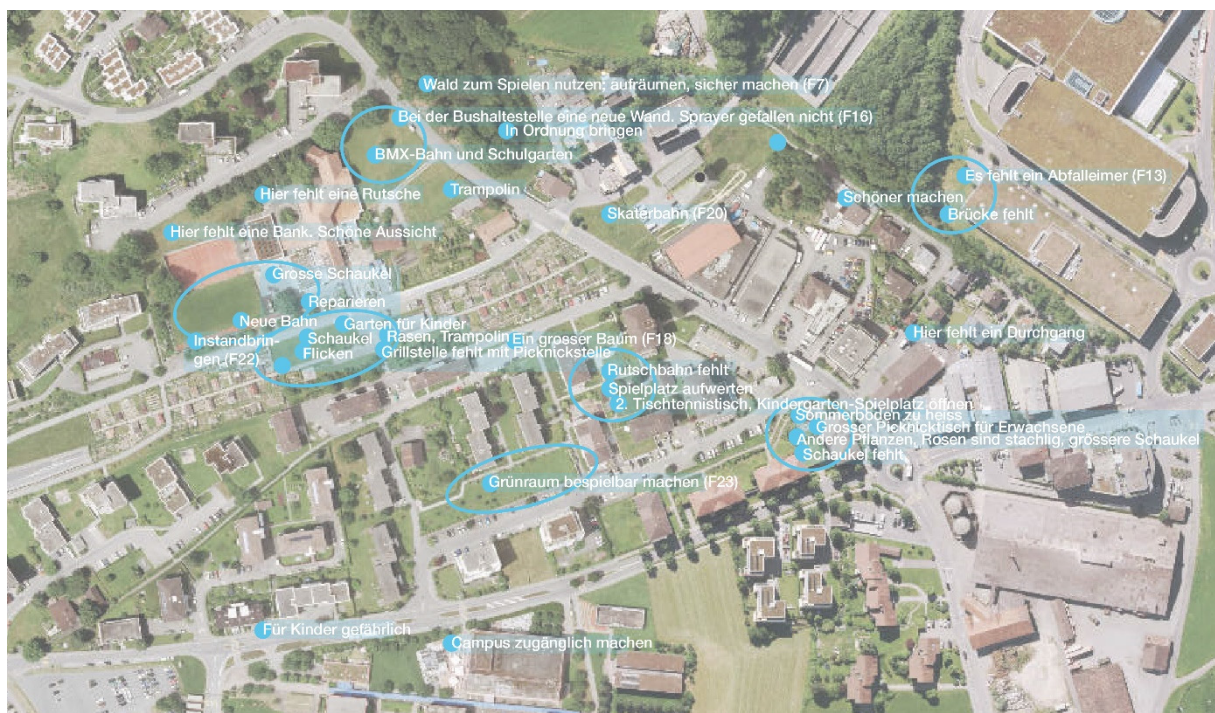 Wald zum Spielen nutzen; aufräumen, sicher machen (F7)
Bei der Bushaltestelle eine neue Wand. Sprayer gefallen nicht (F16)
In Ordnung bringen
BMX-Bahn und Schulgarten
Es fehlt ein Abfalleimer (F13)
Trampolin
Hier fehlt eine Rutsche
Schöner machen
Skaterbahn (F20)
Brücke fehlt
Hier fehlt eine Bank. Schöne Aussicht
Grosse Schaukel
Reparieren
Neue Bahn
Garten für Kinder
Hier fehlt ein Durchgang
Instandbrin-
gen (F22)
Schaukel
Rasen, Trampolin
Ein grosser Baum (F18)
Flicken
Grillstelle fehlt mit Picknickstelle
Rutschbahn fehlt
Spielplatz aufwerten
2. Tischtennistisch, Kindergarten-Spielplatz öffnen
Sommerboden zu heiss
Grosser Picknicktisch für Erwachsene
Andere Pflanzen, Rosen sind stachlig, grössere Schaukel
Schaukel fehlt
Grünraum bespielbar machen (F23)
Für Kinder gefährlich
Campus zugänglich machen